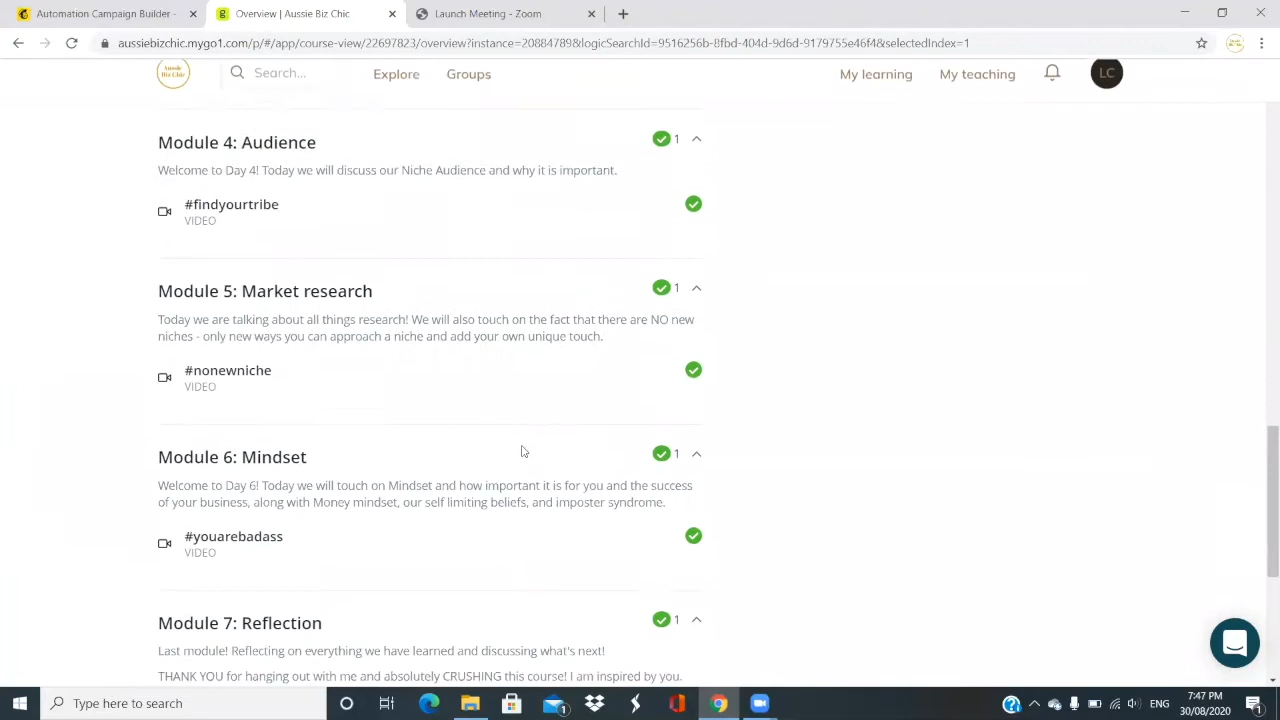 Automation Campaign Builder -
Overview | Aussie Biz Chic
Launch Meeting - Zoom
aussiebizchic.mygo1.com/p/#/app/course-view/22697823/overview?instance=20884789&logicSearchId=9516256b-8fbd-404d-9d6d-9179755e46f4&selectedIndex=1
Aussie
Biz Chic
Search...
Explore
Groups
My learning
My teaching
LC
Module 4: Audience
1
Welcome to Day 4! Today we will discuss our Niche Audience and why it is important.
#findyourtribe
VIDEO
Module 5: Market research
1
Today we are talking about all things research! We will also touch on the fact that there are NO new
niches - only new ways you can approach a niche and add your own unique touch.
#nonewniche
VIDEO
Module 6: Mindset
1
Welcome to Day 6! Today we will touch on Mindset and how important it is for you and the success
of your business, along with Money mindset, our self limiting beliefs, and imposter syndrome.
#youarebadass
VIDEO
Module 7: Reflection
1
Last module! Reflecting on everything we have learned and discussing what's next!
THANK YOU for hanging out with me and absolutely CRUSHING this course! I am inspired by you.
Type here to search
1
ENG
7:47 PM
30/08/2020
1